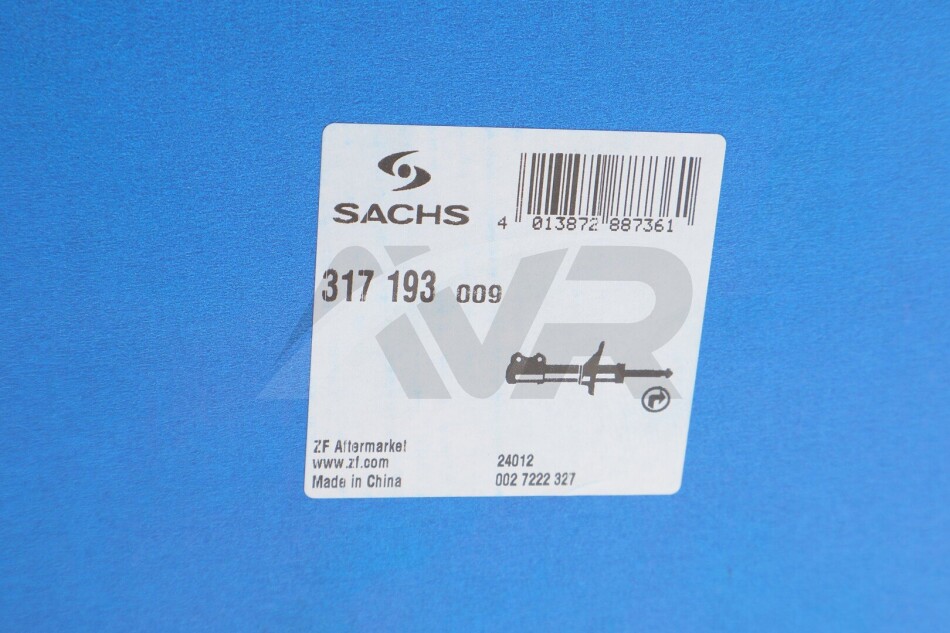 SACHS
4 013872 887361
317 193 009
AVR
ZF Aftermarket
www.zf.com
Made in China
24012
002 7222 327